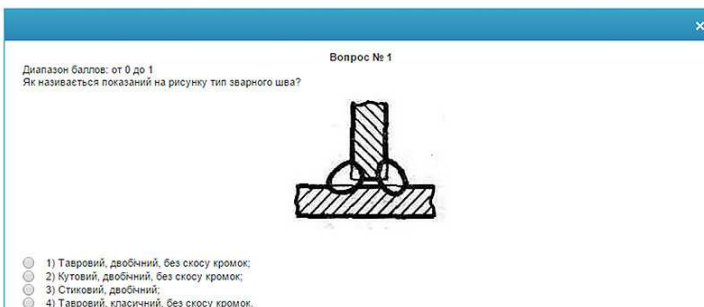 Вопрос № 1
Диапазон баллов: от 0 до 1
Як називається показаний на рисунку тип зварного шва?
1) Тавровий, двобічний, без скосу кромок;
2) Кутовий, двобічний, без скосу кромок;
3) Стиковий, двобічний;
4) Тавровий, класичний, без скосу кромок.